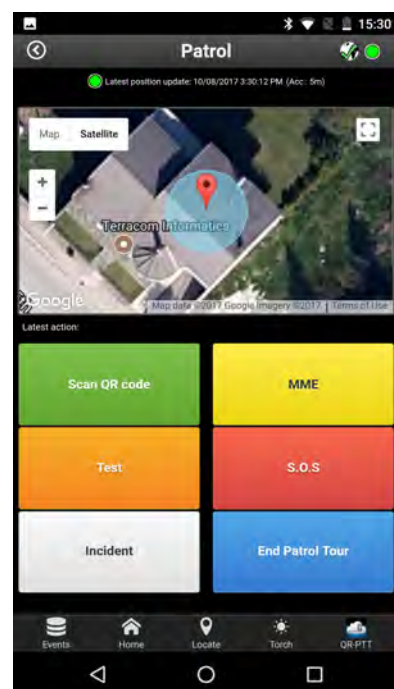 15:30
Patrol
Latest position update: 10/08/2017 3:30:12 PM (Acc: 5m)
Map Satellite
+
-
Terracom Informatics
Google
Map data ©2017 Google Imagery ©2017 Terms of Use
Latest action:
Scan QR code MME
Test S.O.S
Incident End Patrol Tour
Events Home Locate Torch QR-PTT